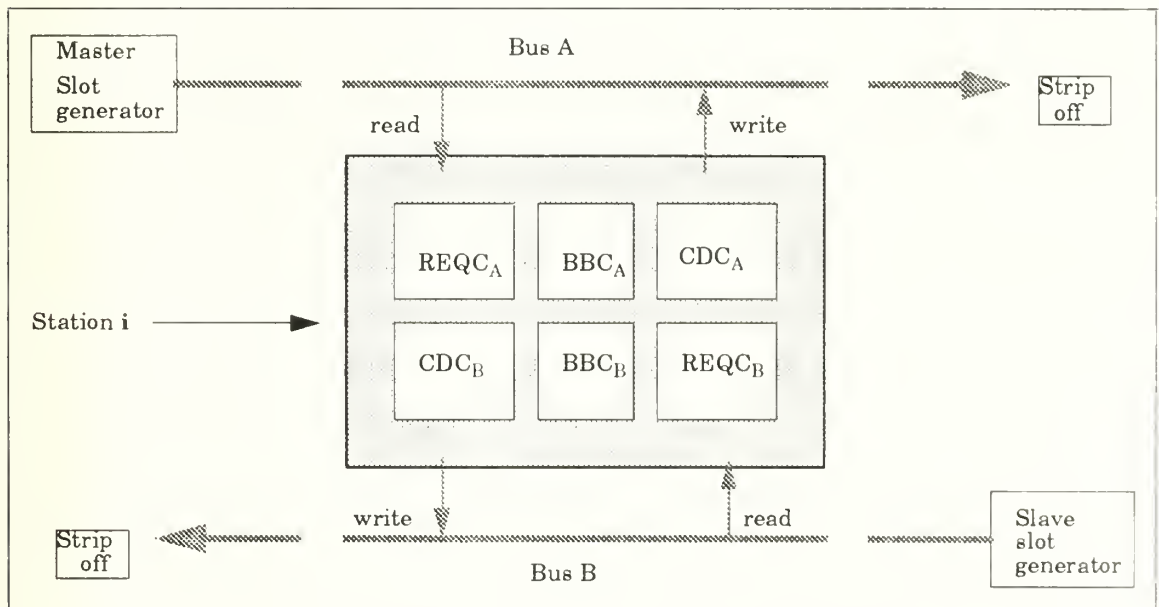 Master
Slot
generator
Bus A
Strip
off
read
write
REQC_A
BBC_A
CDC_A
Station i
CDC_B
BBC_B
REQC_B
write
read
Strip
off
Bus B
Slave
slot
generator